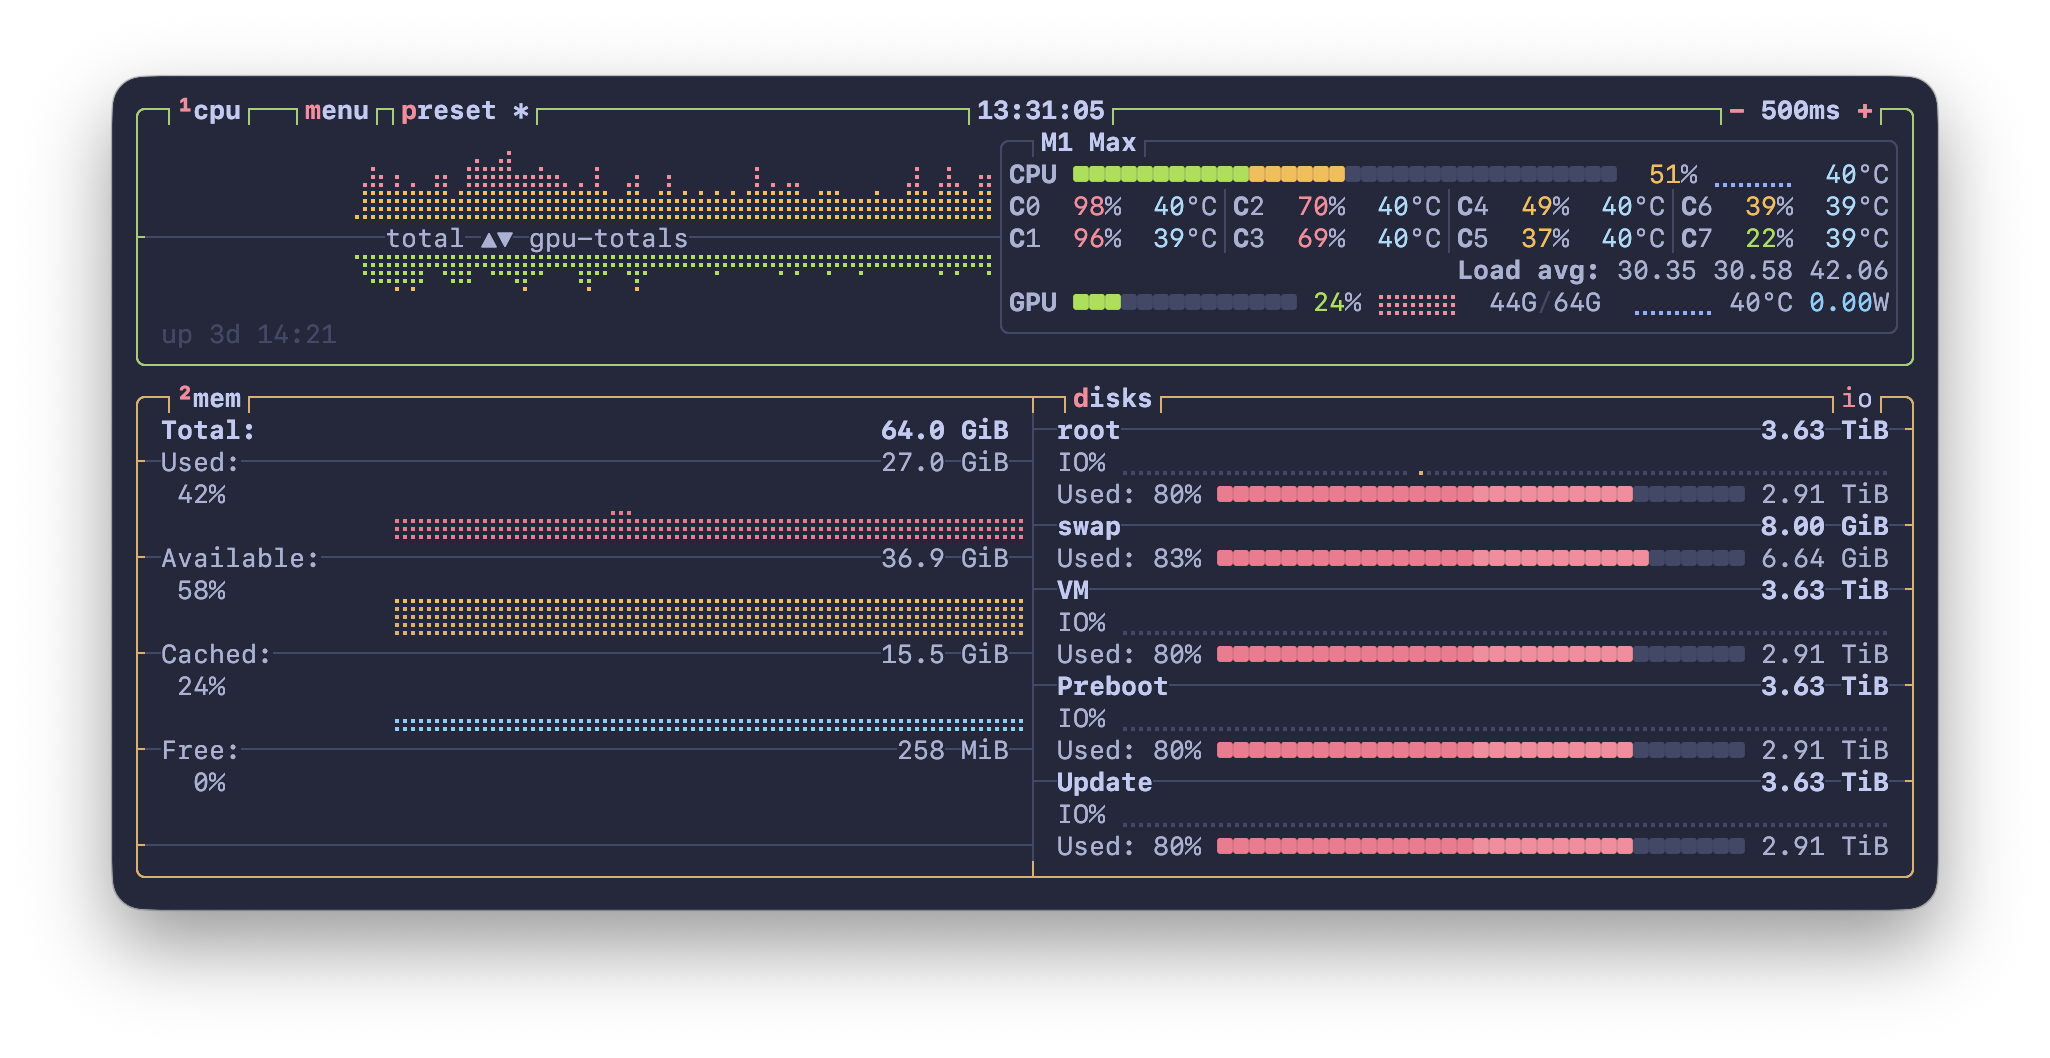 ¹cpu menu preset * 13:31:05 - 500ms +
M1 Max
CPU 51% 40°C
C0 98% 40°C C2 70% 40°C C4 49% 40°C C6 39% 39°C
total ▲▼ gpu-totals C1 96% 39°C C3 69% 40°C C5 37% 40°C C7 22% 39°C
Load avg: 30.35 30.58 42.06
GPU 24% 44G/64G 40°C 0.00W
up 3d 14:21
²mem
Total: 64.0 GiB
Used: 27.0 GiB
42%
Available: 36.9 GiB
58%
Cached: 15.5 GiB
24%
Free: 258 MiB
0%
disks io
root 3.63 TiB
IO%
Used: 80% 2.91 TiB
swap 8.00 GiB
Used: 83% 6.64 GiB
VM 3.63 TiB
IO%
Used: 80% 2.91 TiB
Preboot 3.63 TiB
IO%
Used: 80% 2.91 TiB
Update 3.63 TiB
IO%
Used: 80% 2.91 TiB